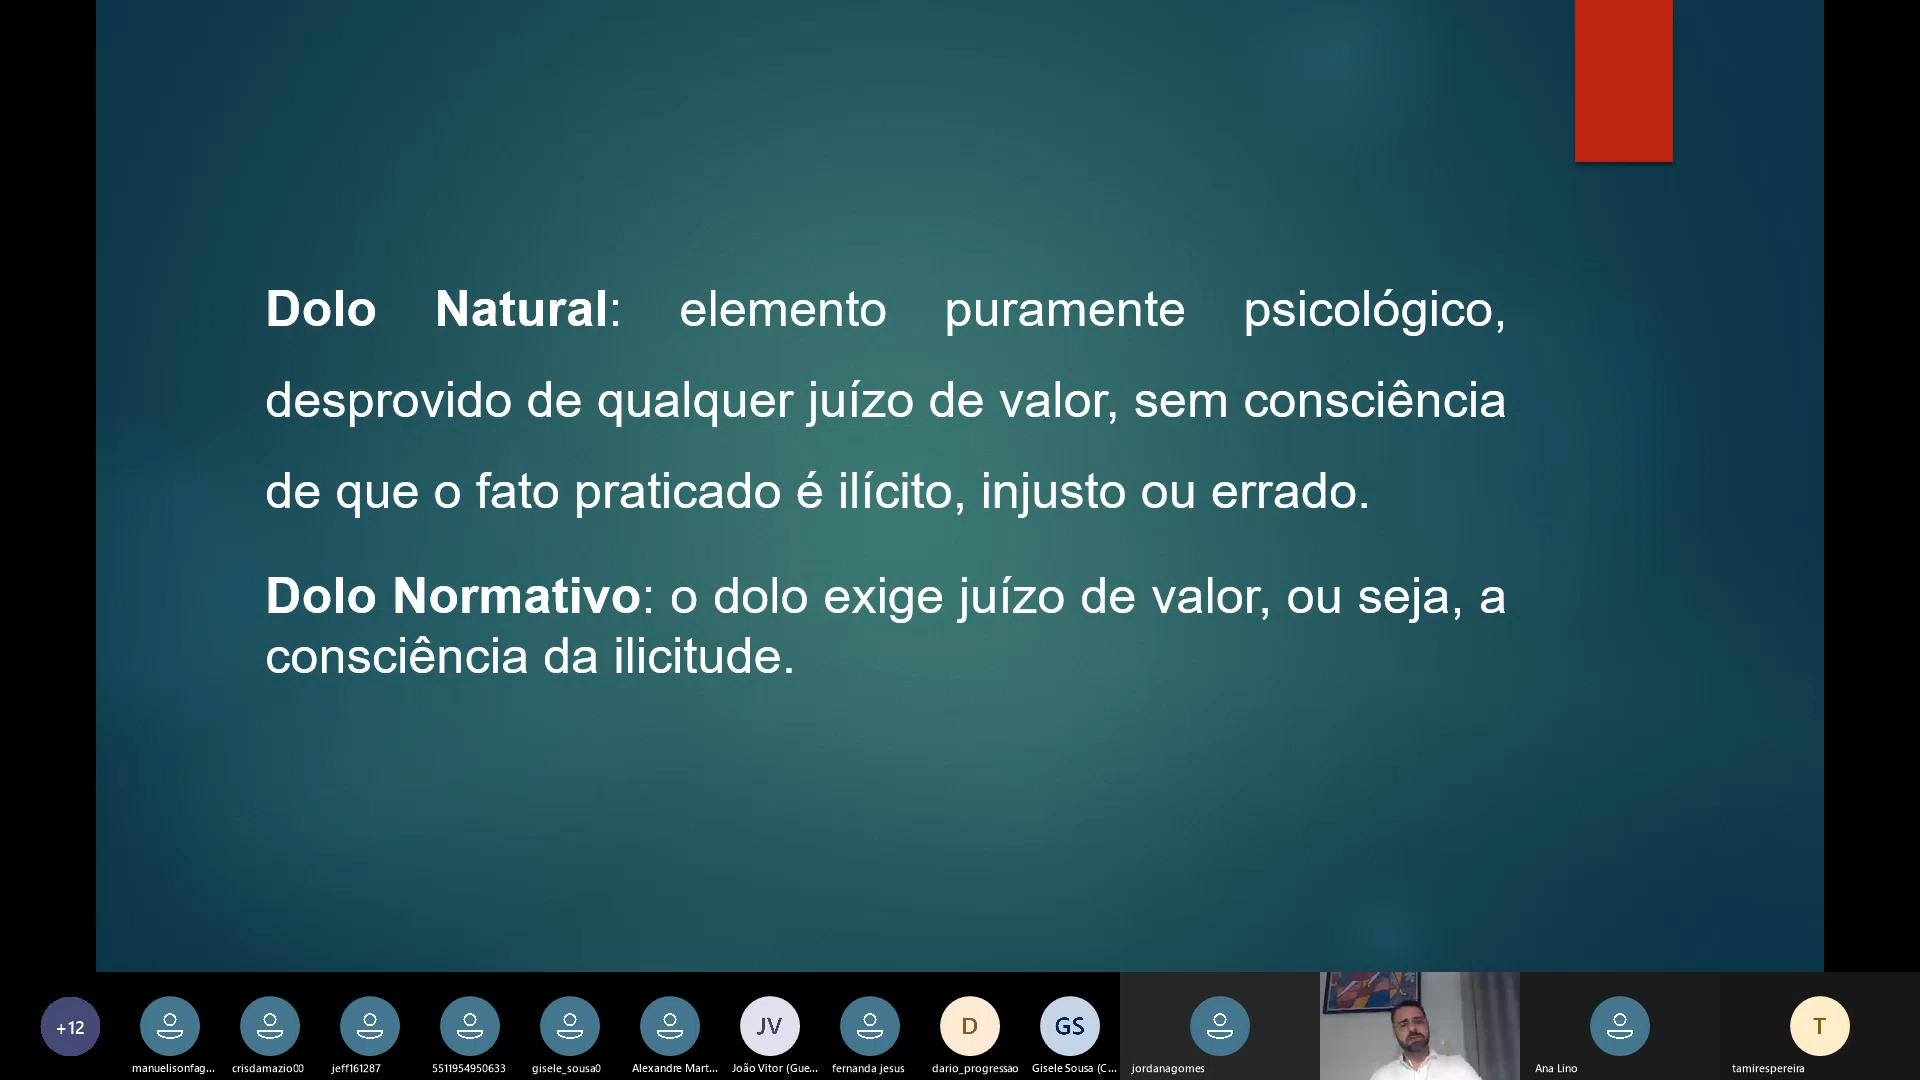 Dolo Natural: elemento puramente psicológico,
desprovido de qualquer juízo de valor, sem consciência
de que o fato praticado é ilícito, injusto ou errado.
Dolo Normativo: o dolo exige juízo de valor, ou seja, a
consciência da ilicitude.
JV
D
GS
T
+12
manuelisonfag...
crisdamazio00
jeff161287
5511954950633
gisele_sousa0
Alexandre Mart...
João Vitor (Gue...
fernanda jesus
dario_progressao
Gisele Sousa (C...
jordanagomes
Ana Lino
tamirespereira